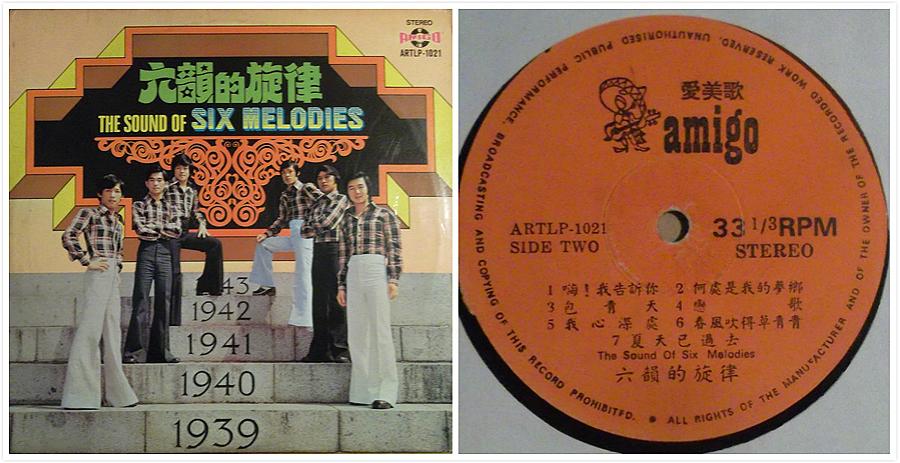 STEREO
AMIGO
ARTLP-1021
六韻的旋律
THE SOUND OF SIX MELODIES
1942
1941
1940
1939
愛美歌
amigo
ARTLP-1021
SIDE TWO
33 1/3 RPM
STEREO
1 嗨！我告訴你 2 何處是我的夢鄉
3 包青天 4 戀歌
5 我心深處 6 春風吹得草青青
7 夏天已過去
The Sound Of Six Melodies
六韻的旋律
● ALL RIGHTS OF THE MANUFACTURER AND OF THE OWNER OF THE RECORDED WORK RESERVED. UNAUTHORISED PUBLIC PERFORMANCE, BROADCASTING AND COPYING OF THIS RECORD PROHIBITED.